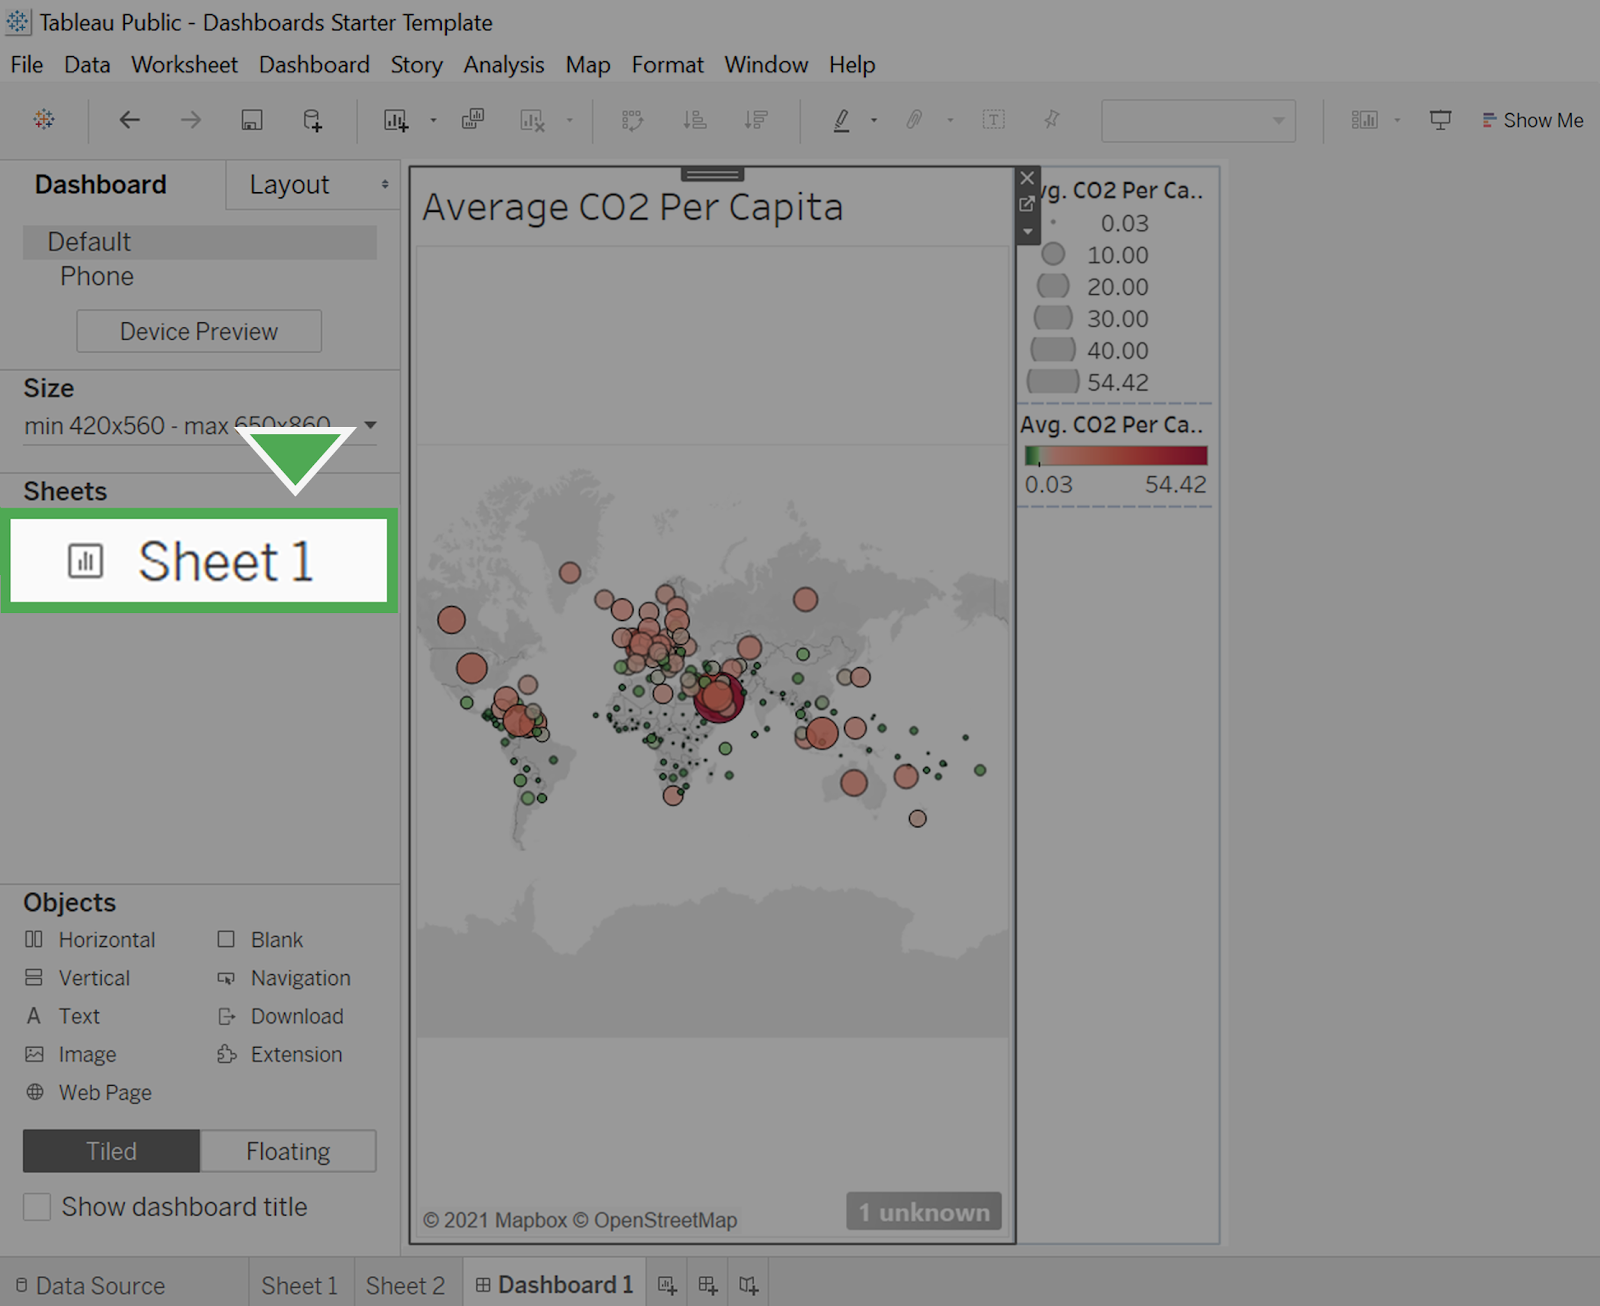 Tableau Public - Dashboards Starter Template
File Data Worksheet Dashboard Story Analysis Map Format Window Help
Show Me
Dashboard Layout
Default
Phone
Device Preview
Size
min 420x560 - max 650x860
Sheets
Sheet 1
Objects
Horizontal Blank
Vertical Navigation
Text Download
Image Extension
Web Page
Tiled Floating
Show dashboard title
Average CO2 Per Capita
© 2021 Mapbox © OpenStreetMap
1 unknown
vg. CO2 Per Ca..
0.03
10.00
20.00
30.00
40.00
54.42
Avg. CO2 Per Ca..
0.03 54.42
Data Source Sheet 1 Sheet 2 Dashboard 1